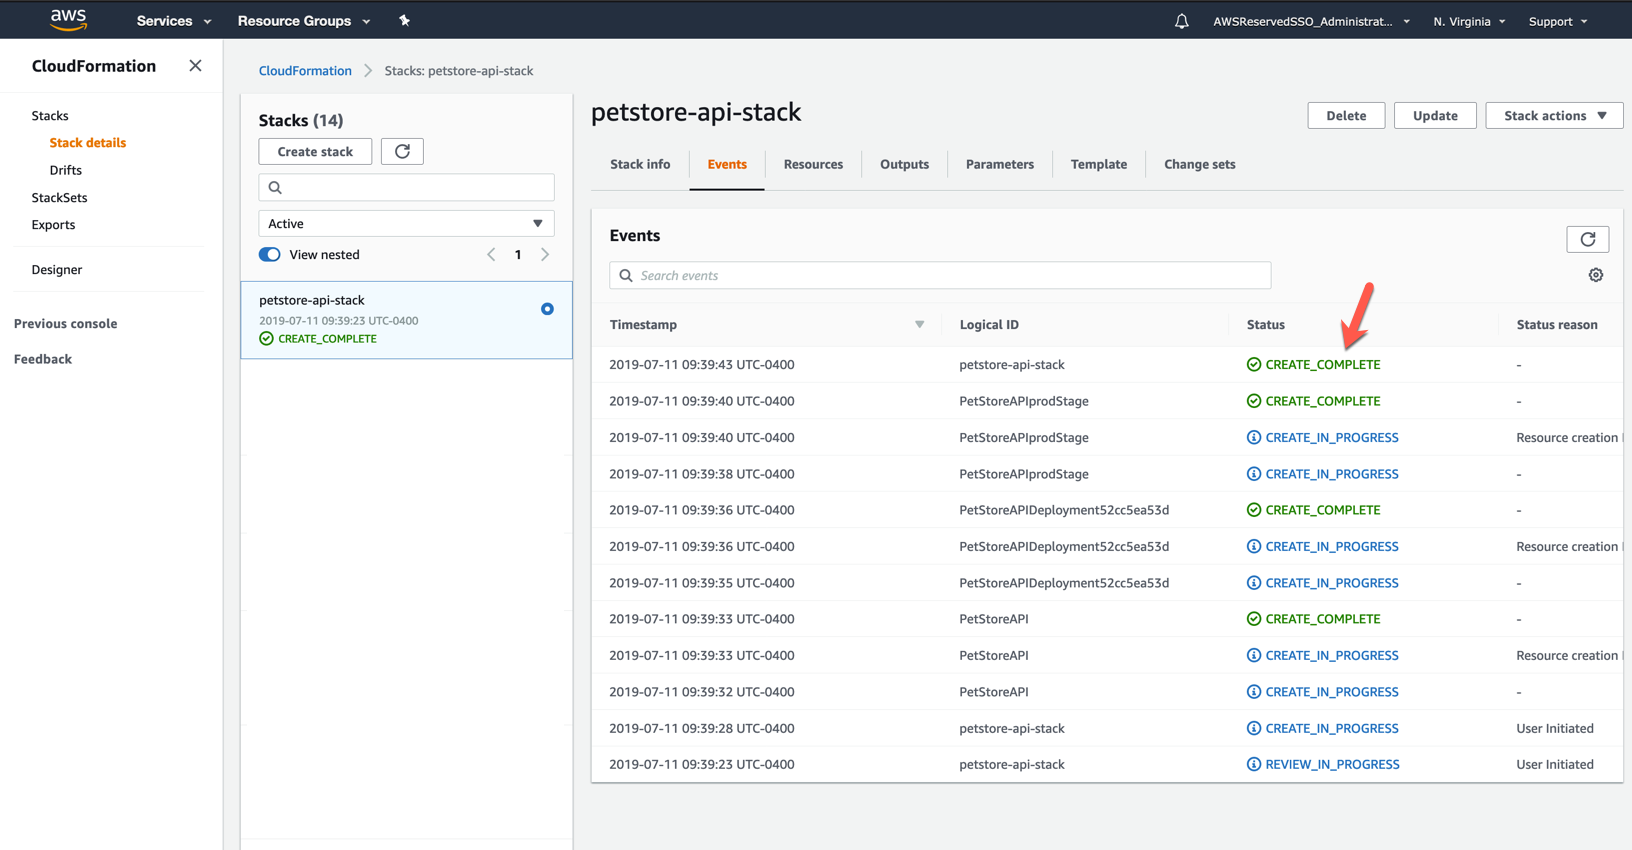 aws Services Resource Groups AWSReservedSSO_Administrat... N. Virginia Support
CloudFormation
Stacks
Stack details
Drifts
StackSets
Exports
Designer
Previous console
Feedback
CloudFormation Stacks: petstore-api-stack
Stacks (14)
Create stack
Active
View nested 1
petstore-api-stack
2019-07-11 09:39:23 UTC-0400
CREATE_COMPLETE
petstore-api-stack
Delete Update Stack actions
Stack info Events Resources Outputs Parameters Template Change sets
Events
Search events
Timestamp Logical ID Status Status reason
2019-07-11 09:39:43 UTC-0400 petstore-api-stack CREATE_COMPLETE -
2019-07-11 09:39:40 UTC-0400 PetStoreAPIprodStage CREATE_COMPLETE -
2019-07-11 09:39:40 UTC-0400 PetStoreAPIprodStage CREATE_IN_PROGRESS Resource creation
2019-07-11 09:39:38 UTC-0400 PetStoreAPIprodStage CREATE_IN_PROGRESS -
2019-07-11 09:39:36 UTC-0400 PetStoreAPIDeployment52cc5ea53d CREATE_COMPLETE -
2019-07-11 09:39:36 UTC-0400 PetStoreAPIDeployment52cc5ea53d CREATE_IN_PROGRESS Resource creation
2019-07-11 09:39:35 UTC-0400 PetStoreAPIDeployment52cc5ea53d CREATE_IN_PROGRESS -
2019-07-11 09:39:33 UTC-0400 PetStoreAPI CREATE_COMPLETE -
2019-07-11 09:39:33 UTC-0400 PetStoreAPI CREATE_IN_PROGRESS Resource creation
2019-07-11 09:39:32 UTC-0400 PetStoreAPI CREATE_IN_PROGRESS -
2019-07-11 09:39:28 UTC-0400 petstore-api-stack CREATE_IN_PROGRESS User Initiated
2019-07-11 09:39:23 UTC-0400 petstore-api-stack REVIEW_IN_PROGRESS User Initiated